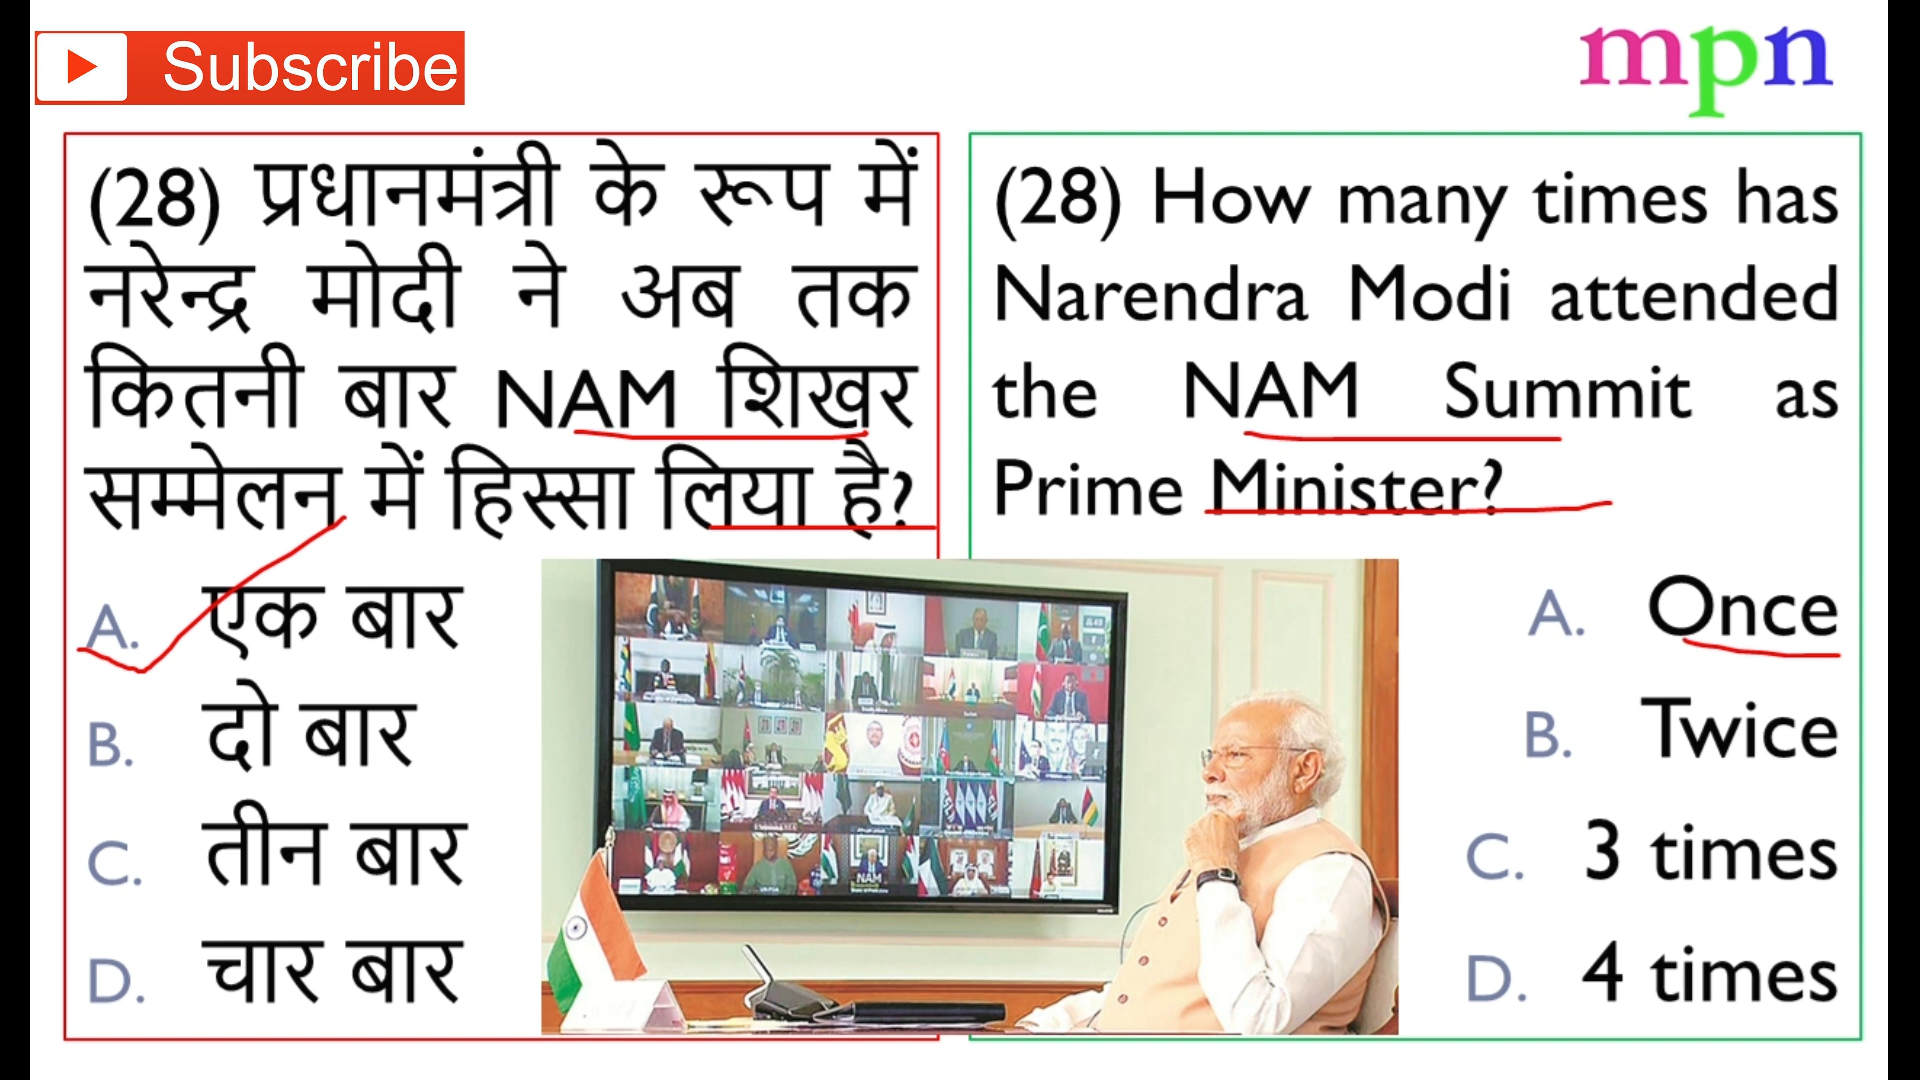 Subscribe
mpn
(28) प्रधानमंत्री के रूप में
नरेन्द्र मोदी ने अब तक
कितनी बार NAM शिखर
सम्मेलन में हिस्सा लिया है?
A. एक बार
B. दो बार
C. तीन बार
D. चार बार
(28) How many times has
Narendra Modi attended
the NAM Summit as
Prime Minister?
A. Once
B. Twice
C. 3 times
D. 4 times
NAM